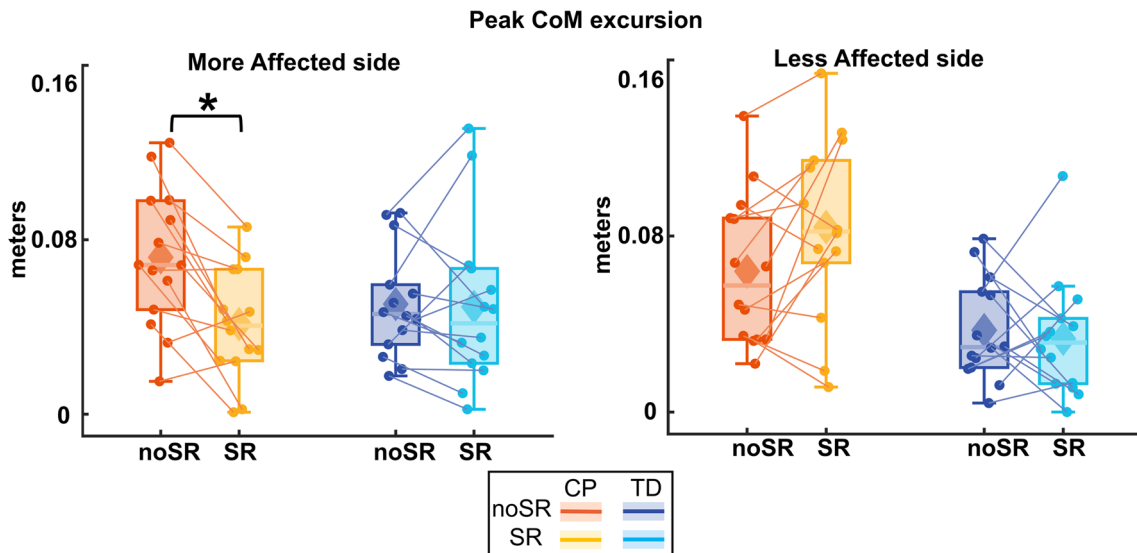 Peak CoM excursion
More Affected side
Less Affected side
0.16
0.16
*
meters
meters
0.08
0.08
0
0
noSR SR noSR SR
noSR SR noSR SR
CP TD
noSR
SR